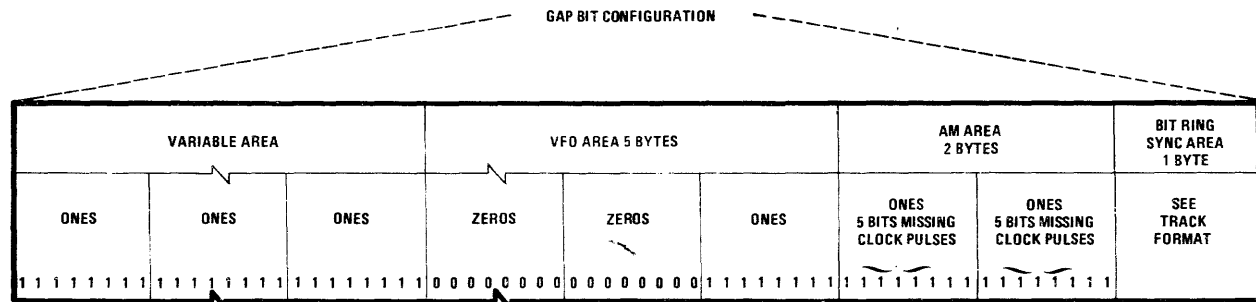 GAP BIT CONFIGURATION
VARIABLE AREA
VFO AREA 5 BYTES
AM AREA
2 BYTES
BIT RING
SYNC AREA
1 BYTE
ONES
ONES
ONES
ZEROS
ZEROS
ONES
ONES
5 BITS MISSING
CLOCK PULSES
ONES
5 BITS MISSING
CLOCK PULSES
SEE
TRACK
FORMAT
1 1 1 1 1 1 1 1 1 1 1 1 1 1 1 1 1 1 1 1 1 1 1 1 0 0 0 0 0 0 0 0 0 0 0 0 0 0 0 0 1 1 1 1 1 1 1 1 1 1 1 1 1 1 1 1 1 1 1 1 1 1 1 1